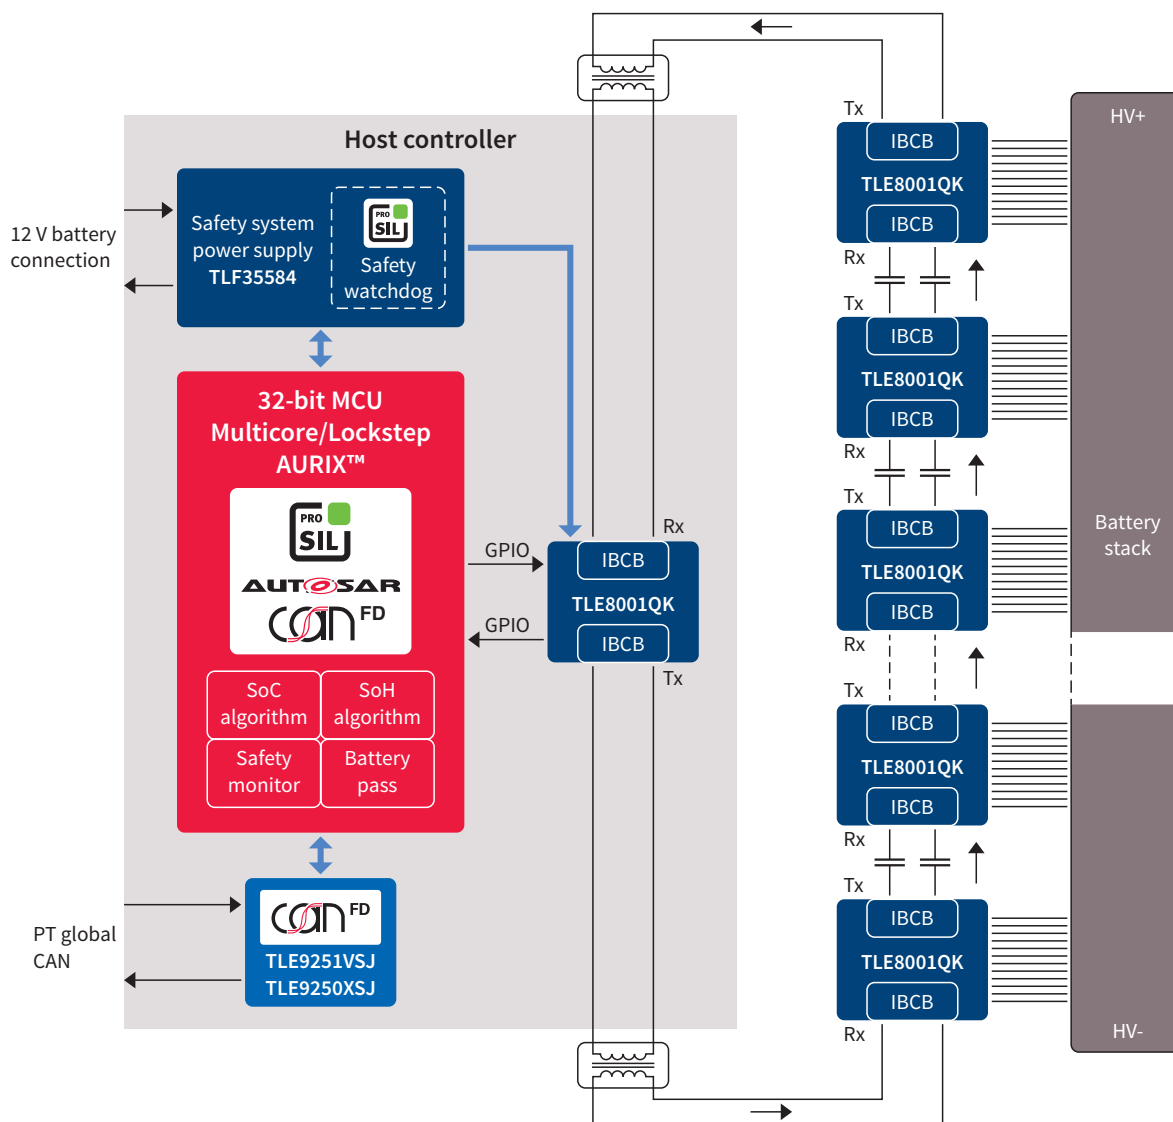 Host controller
12 V battery
connection
Safety system
power supply
TLF35584
PRO
SIL
Safety
watchdog
32-bit MCU
Multicore/Lockstep
AURIX™
PRO
SIL
AUTOSAR
CAN FD
SoC
algorithm
SoH
algorithm
Safety
monitor
Battery
pass
GPIO
GPIO
Rx
IBCB
TLE8001QK
IBCB
Tx
PT global
CAN
CAN FD
TLE9251VSJ
TLE9250XSJ
Tx
IBCB
TLE8001QK
IBCB
Rx
Tx
IBCB
TLE8001QK
IBCB
Rx
Tx
IBCB
TLE8001QK
IBCB
Rx
Tx
IBCB
TLE8001QK
IBCB
Rx
Tx
IBCB
TLE8001QK
IBCB
Rx
HV+
Battery
stack
HV-